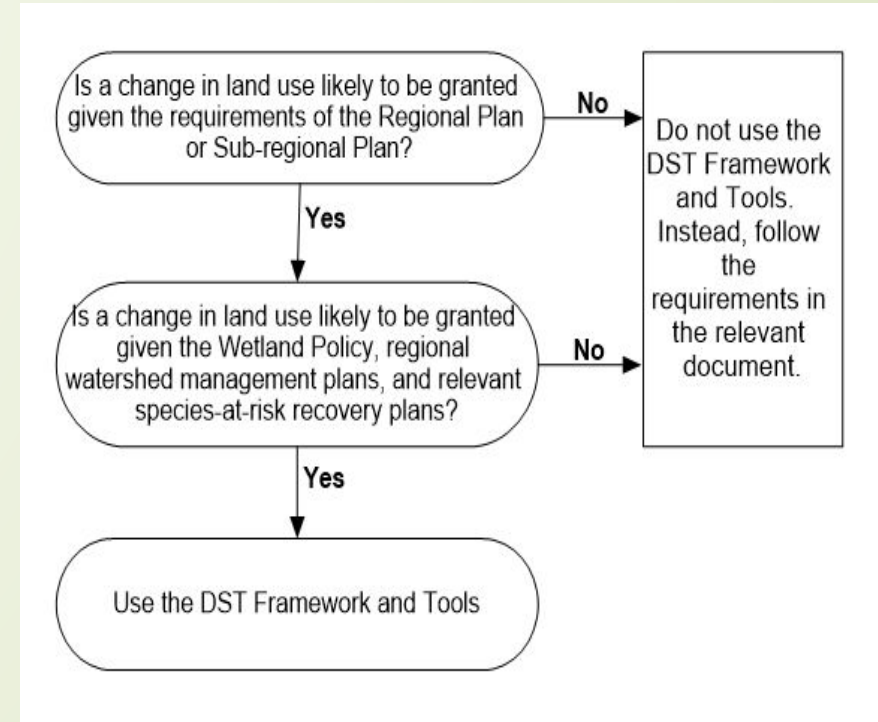 Is a change in land use likely to be granted
given the requirements of the Regional Plan
or Sub-regional Plan?
No
Do not use the
DST Framework
and Tools.
Instead, follow
the
requirements in
the relevant
document.
Yes
Is a change in land use likely to be granted
given the Wetland Policy, regional
watershed management plans, and relevant
species-at-risk recovery plans?
No
Yes
Use the DST Framework and Tools